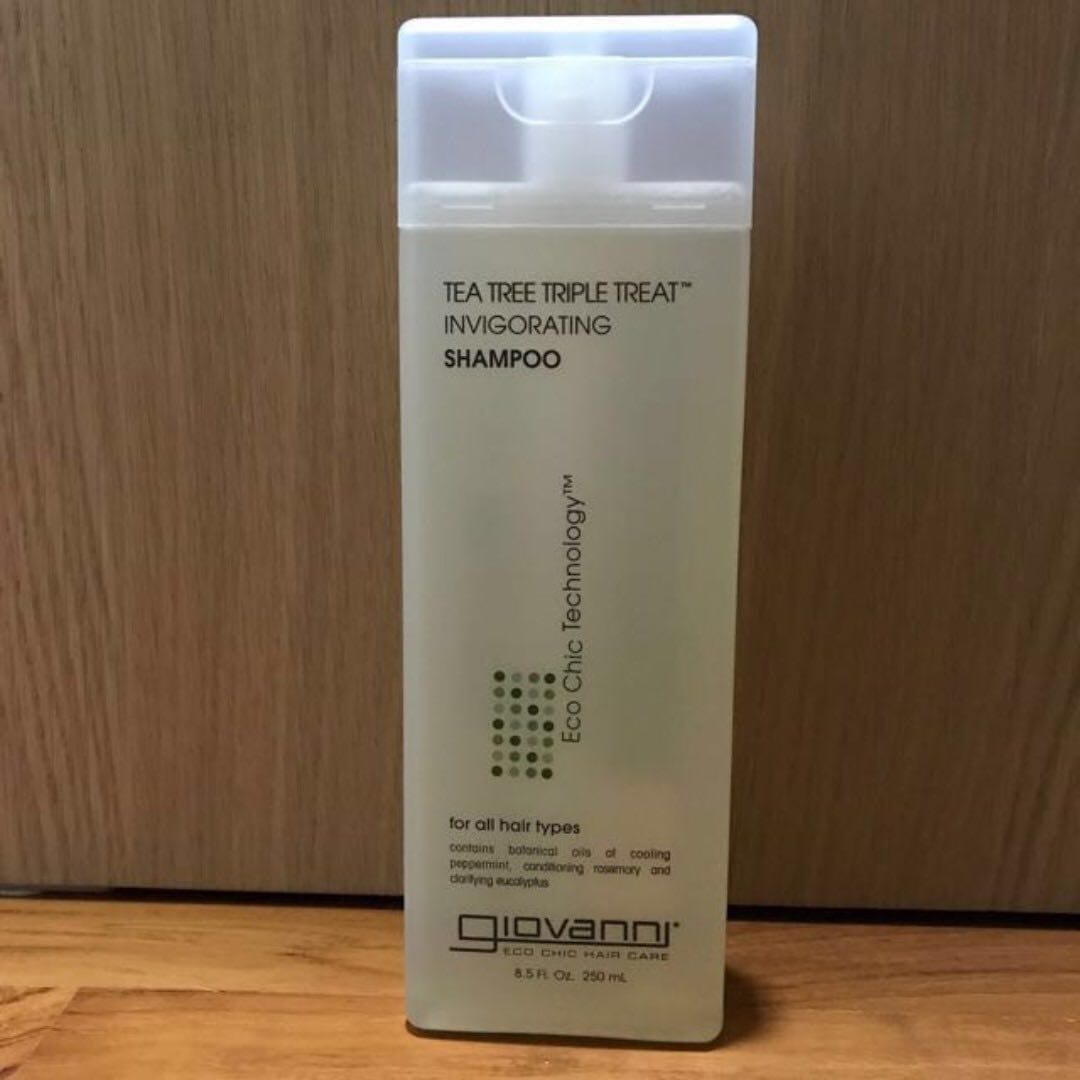 TEA TREE TRIPLE TREAT™
INVIGORATING
SHAMPOO
Eco Chic Technology™
for all hair types
contains botanical oils of cooling
peppermint, conditioning rosemary and
clarifying eucalyptus
giovanni®
ECO CHIC HAIR CARE
8.5 Fl. Oz. 250 mL